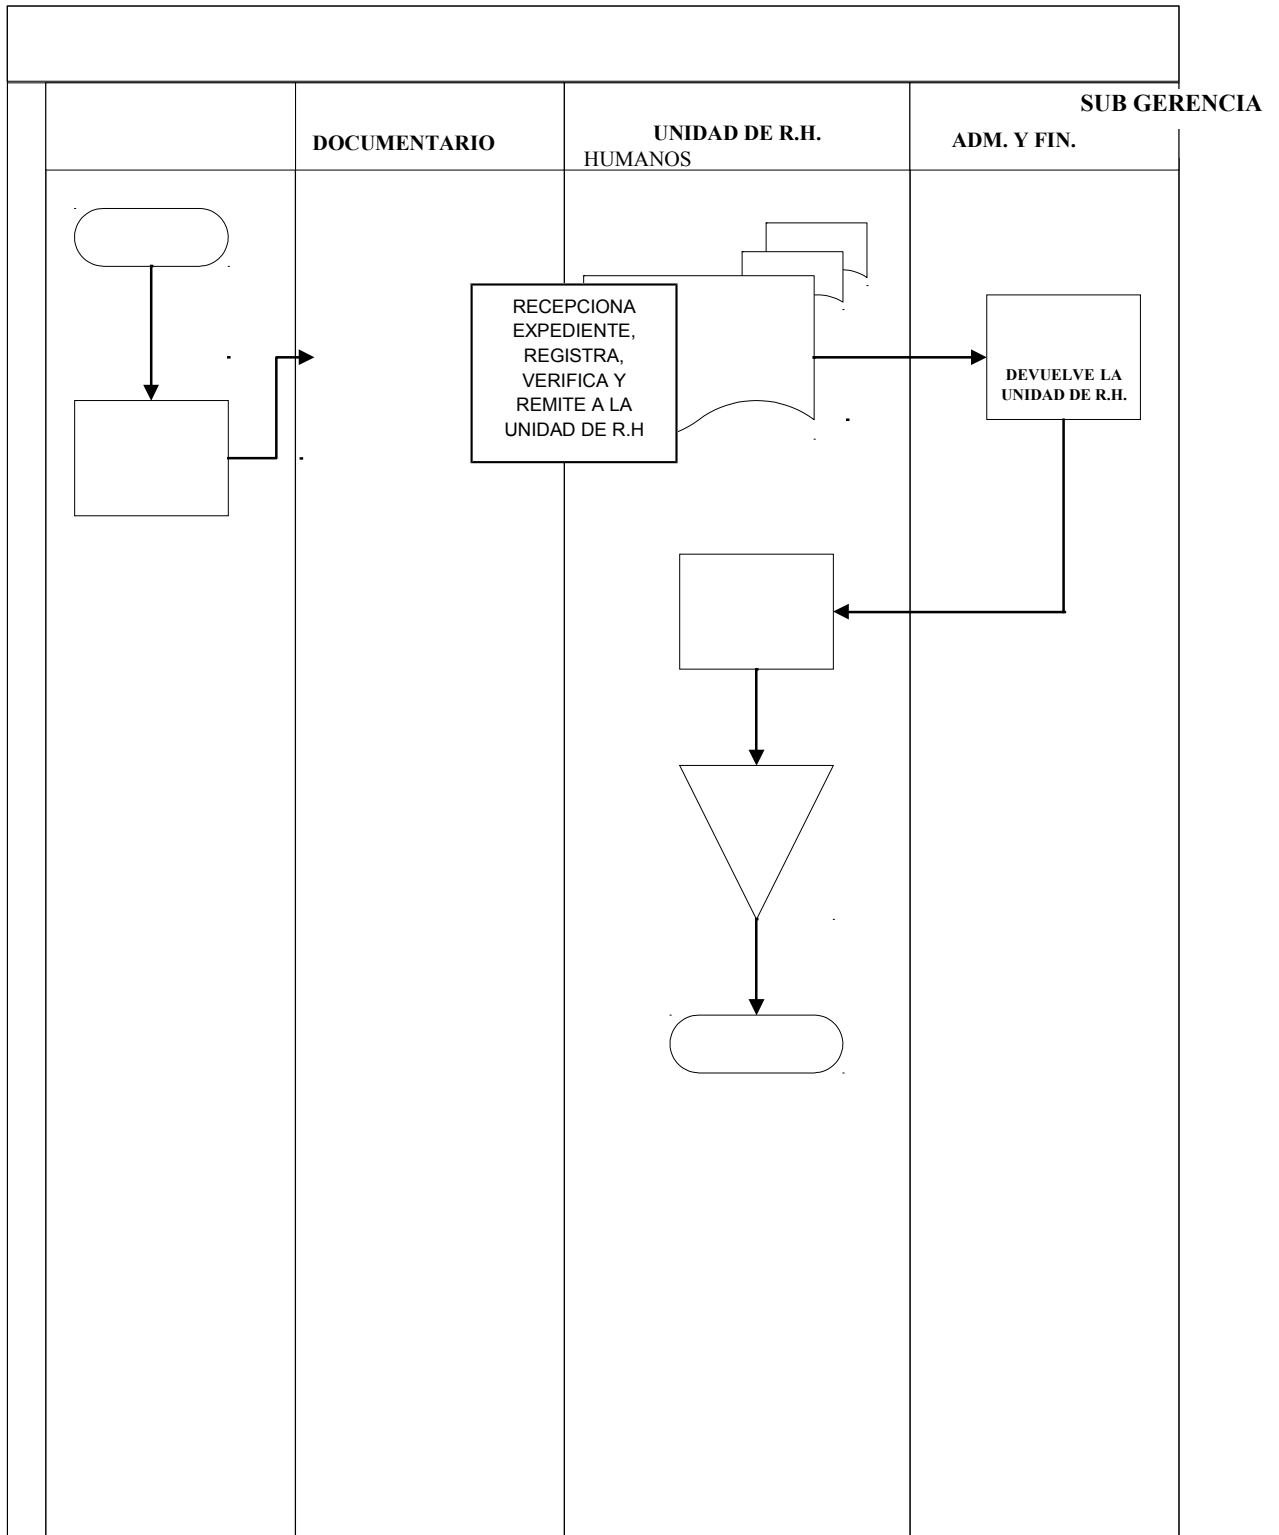 SUB GERENCIA
DOCUMENTARIO
UNIDAD DE R.H.
HUMANOS
ADM. Y FIN.
RECEPCIONA
EXPEDIENTE,
REGISTRA,
VERIFICA Y
REMITE A LA
UNIDAD DE R.H
DEVUELVE LA
UNIDAD DE R.H.